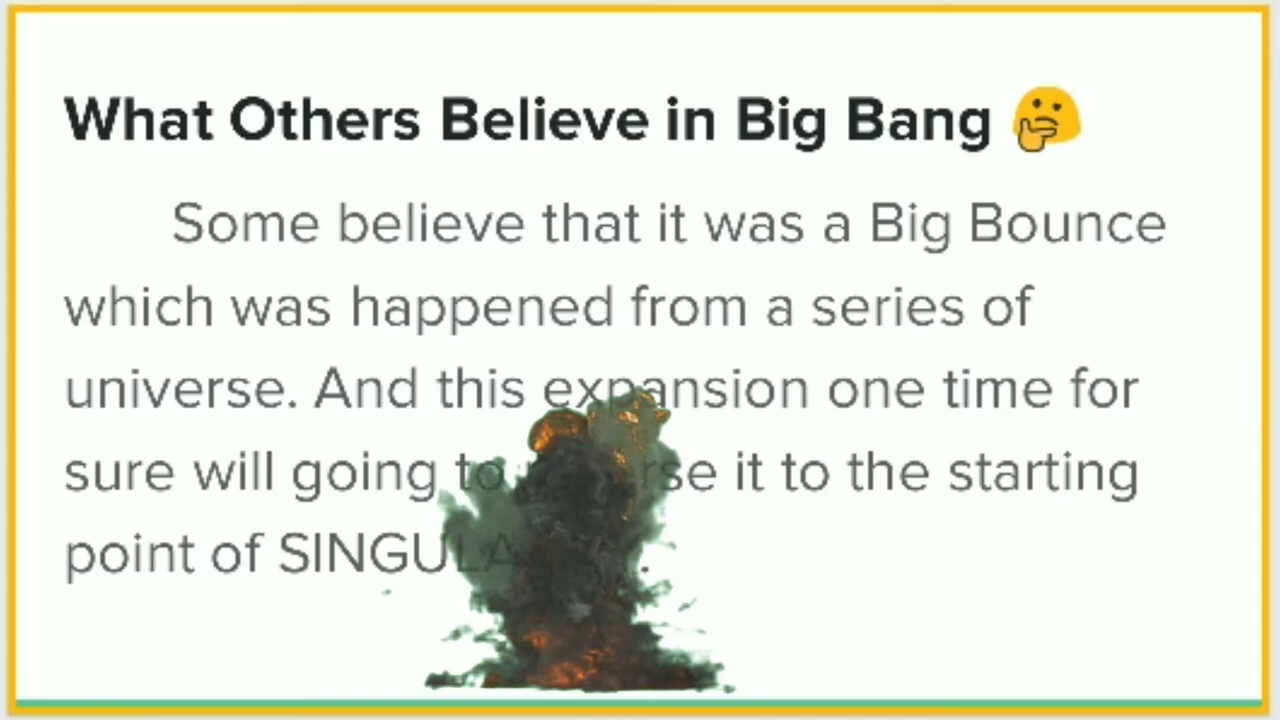 What Others Believe in Big Bang 🤔
Some believe that it was a Big Bounce
which was happened from a series of
universe. And this expansion one time for
sure will going to it to the starting
point of